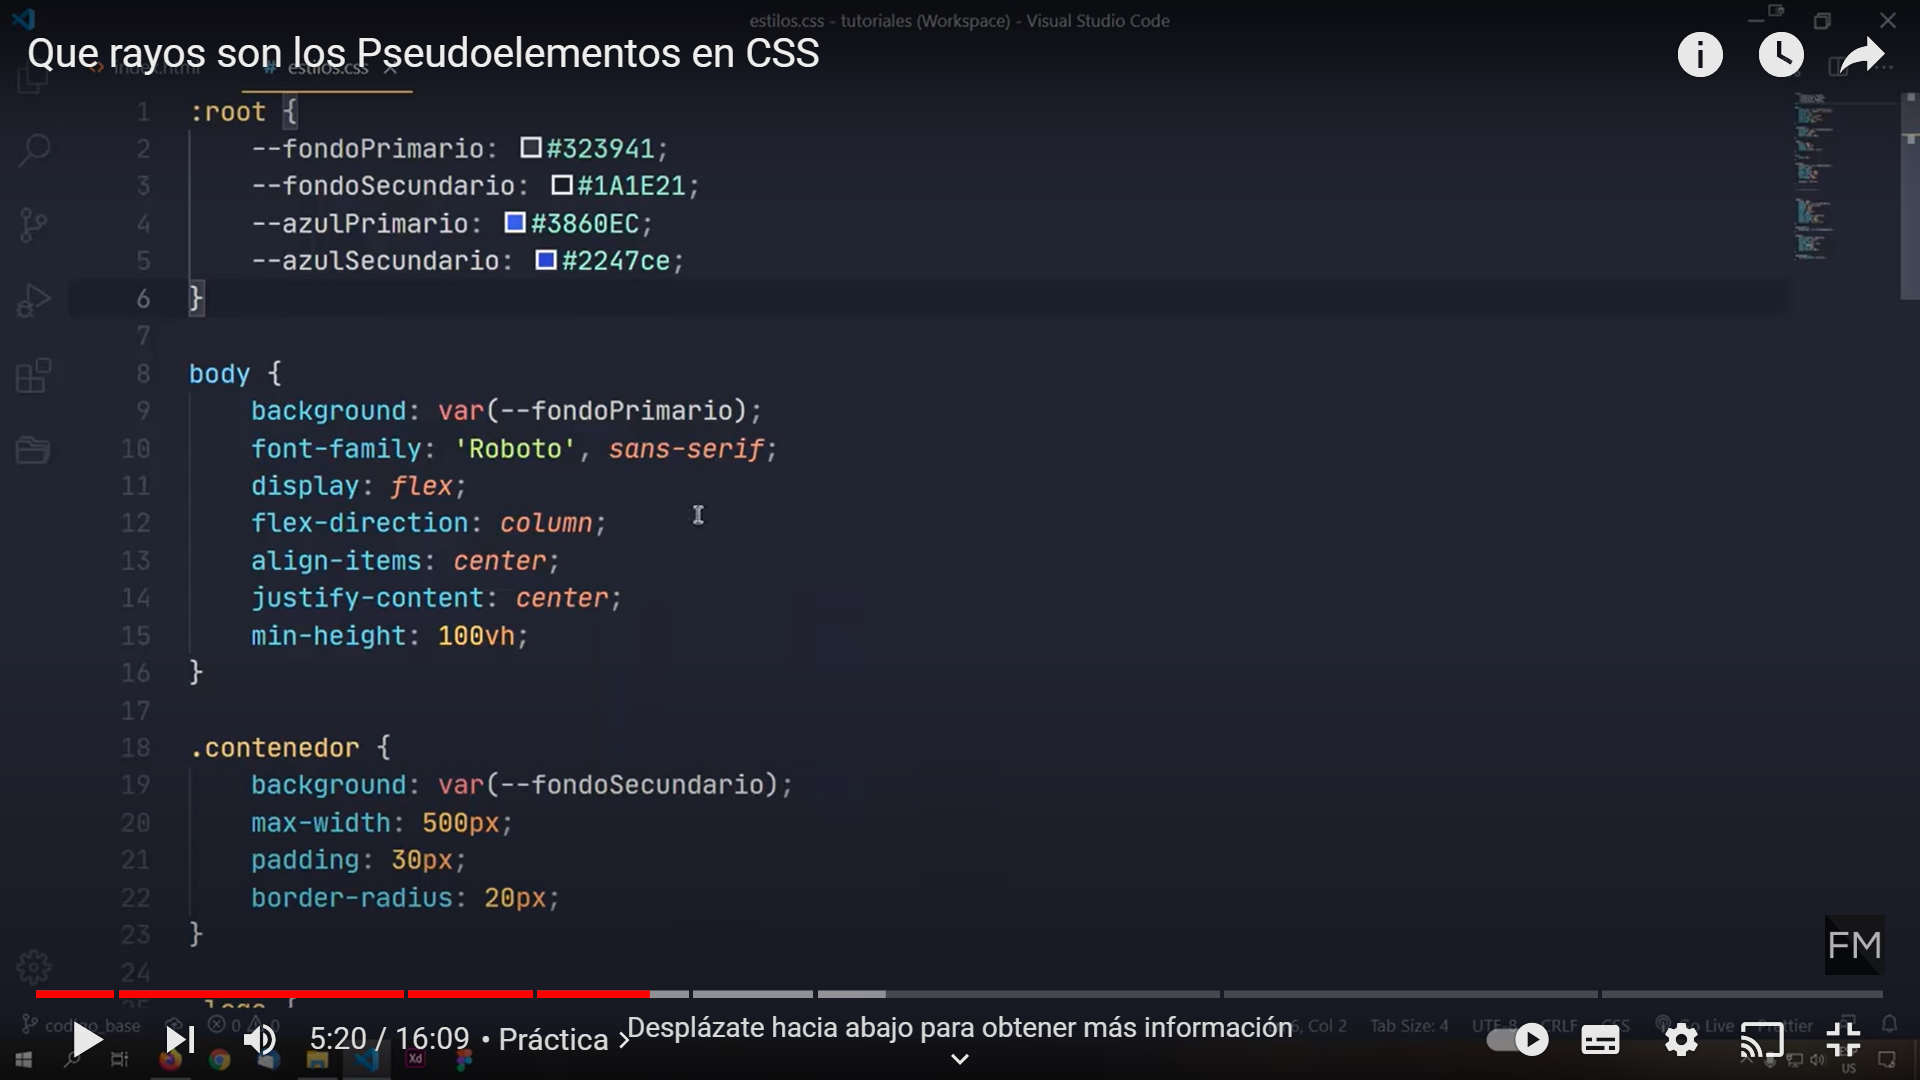 estilos.css - tutoriales (Workspace) - Visual Studio Code
Que rayos son los Pseudoelementos en CSS
index.html
# estilos.css
1 :root {
2 --fondoPrimario: #323941;
3 --fondoSecundario: #1A1E21;
4 --azulPrimario: #3860EC;
5 --azulSecundario: #2247ce;
6 }
7
8 body {
9 background: var(--fondoPrimario);
10 font-family: 'Roboto', sans-serif;
11 display: flex;
12 flex-direction: column;
13 align-items: center;
14 justify-content: center;
15 min-height: 100vh;
16 }
17
18 .contenedor {
19 background: var(--fondoSecundario);
20 max-width: 500px;
21 padding: 30px;
22 border-radius: 20px;
23 }
FM
24
25 .logo {
codigo_base 0 0
6, Col 2 Tab Size: 4 UTF-8 CRLF CSS Go Live Prettier
5:20 / 16:09 • Práctica
Desplázate hacia abajo para obtener más información
Xd
US